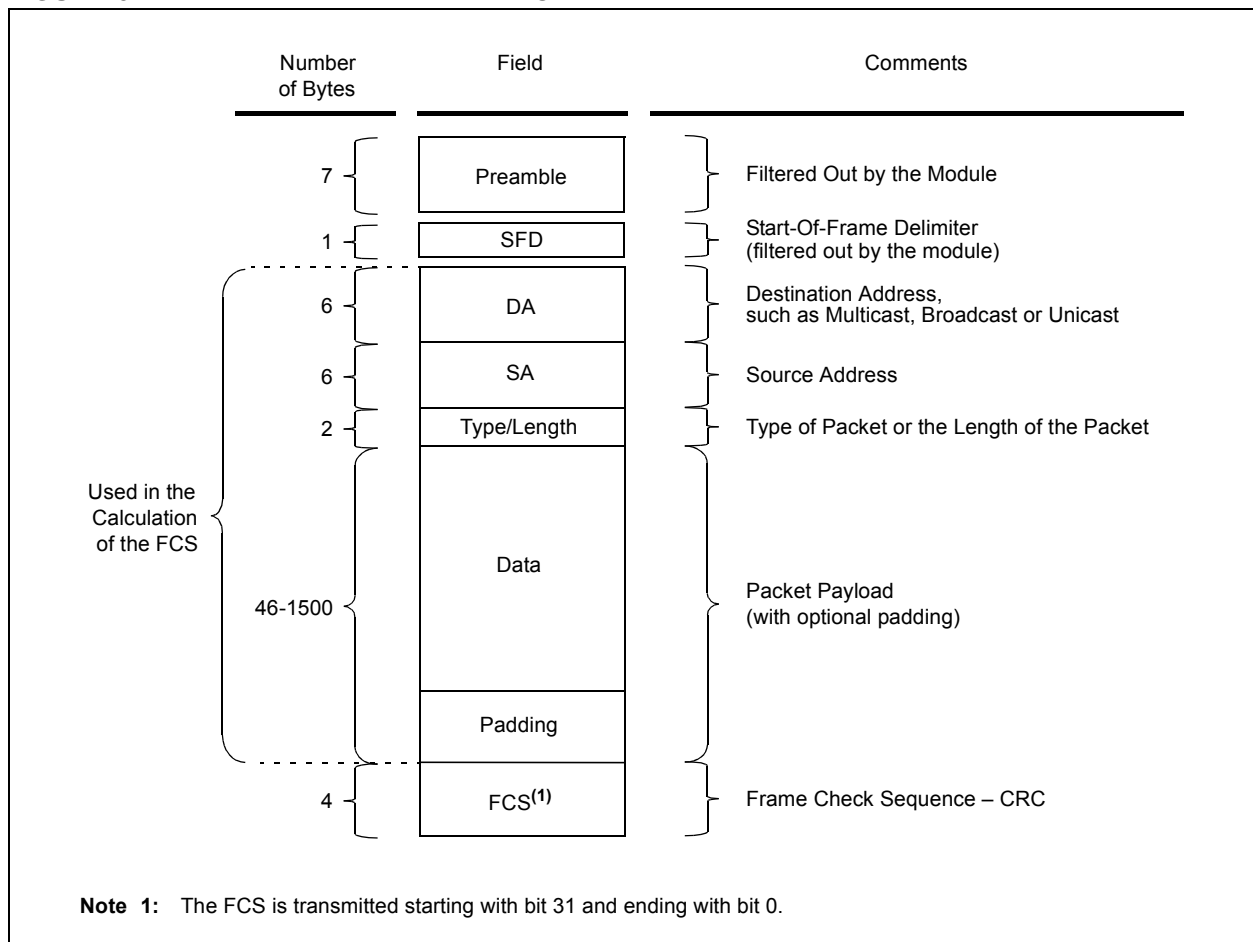 Number of Bytes
Field
Comments
7
Preamble
Filtered Out by the Module
1
SFD
Start-Of-Frame Delimiter
(filtered out by the module)
6
DA
Destination Address,
such as Multicast, Broadcast or Unicast
6
SA
Source Address
2
Type/Length
Type of Packet or the Length of the Packet
Used in the
Calculation
of the FCS
46-1500
Data
Packet Payload
(with optional padding)
Padding
4
FCS(1)
Frame Check Sequence – CRC
Note 1: The FCS is transmitted starting with bit 31 and ending with bit 0.